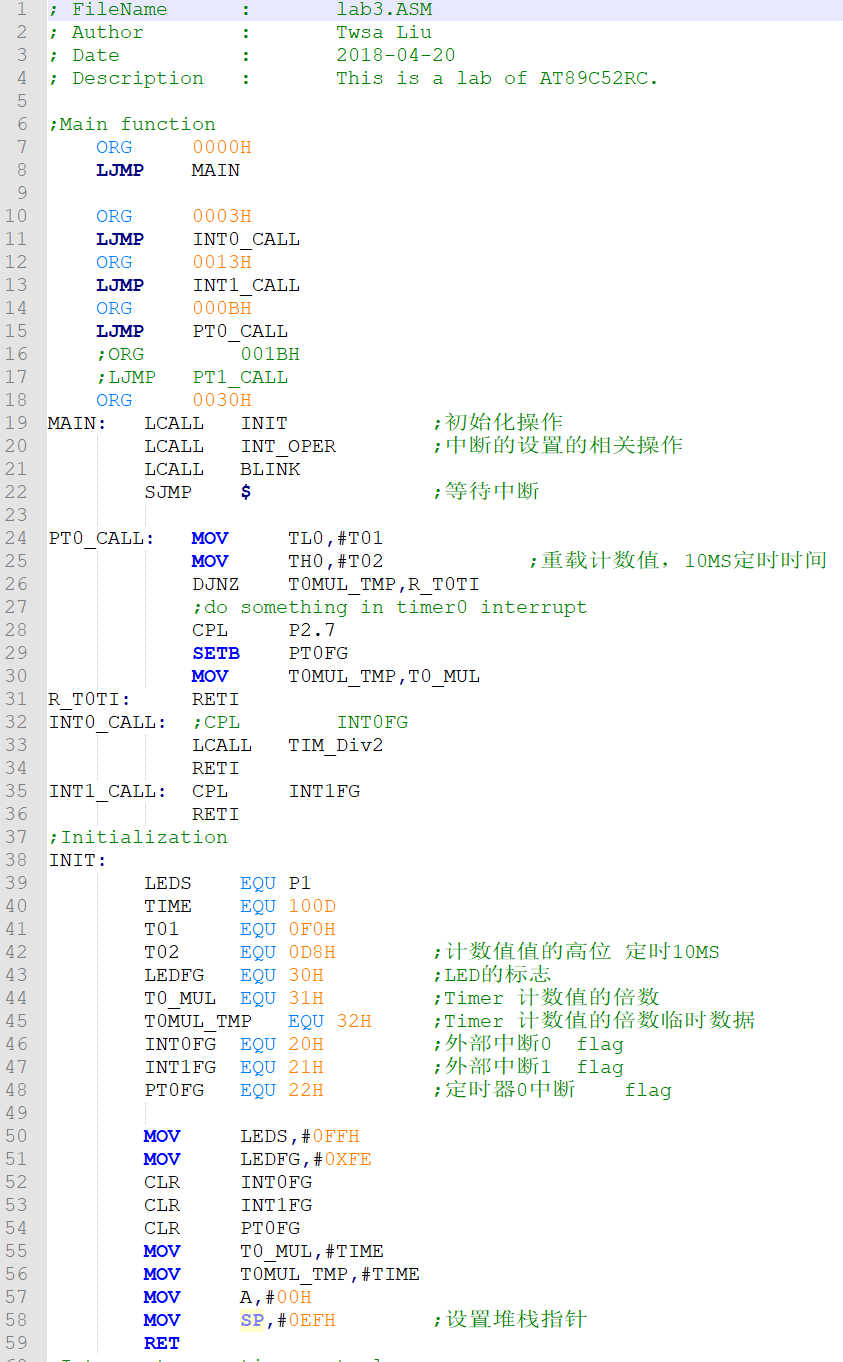 1 ; FileName : lab3.ASM
2 ; Author : Twsa Liu
3 ; Date : 2018-04-20
4 ; Description : This is a lab of AT89C52RC.
5
6 ;Main function
7 ORG 0000H
8 LJMP MAIN
9
10 ORG 0003H
11 LJMP INT0_CALL
12 ORG 0013H
13 LJMP INT1_CALL
14 ORG 000BH
15 LJMP PT0_CALL
16 ;ORG 001BH
17 ;LJMP PT1_CALL
18 ORG 0030H
19 MAIN: LCALL INIT ;初始化操作
20 LCALL INT_OPER ;中断的设置的相关操作
21 LCALL BLINK
22 SJMP $ ;等待中断
23
24 PT0_CALL: MOV TL0,#T01
25 MOV TH0,#T02 ;重载计数值，10MS定时时间
26 DJNZ T0MUL_TMP,R_T0TI
27 ;do something in timer0 interrupt
28 CPL P2.7
29 SETB PT0FG
30 MOV T0MUL_TMP,T0_MUL
31 R_T0TI: RETI
32 INT0_CALL: ;CPL INT0FG
33 LCALL TIM_Div2
34 RETI
35 INT1_CALL: CPL INT1FG
36 RETI
37 ;Initialization
38 INIT:
39 LEDS EQU P1
40 TIME EQU 100D
41 T01 EQU 0F0H
42 T02 EQU 0D8H ;计数值值的高位 定时10MS
43 LEDFG EQU 30H ;LED的标志
44 T0_MUL EQU 31H ;Timer 计数值的倍数
45 T0MUL_TMP EQU 32H ;Timer 计数值的倍数临时数据
46 INT0FG EQU 20H ;外部中断0 flag
47 INT1FG EQU 21H ;外部中断1 flag
48 PT0FG EQU 22H ;定时器0中断 flag
49
50 MOV LEDS,#0FFH
51 MOV LEDFG,#0XFE
52 CLR INT0FG
53 CLR INT1FG
54 CLR PT0FG
55 MOV T0_MUL,#TIME
56 MOV T0MUL_TMP,#TIME
57 MOV A,#00H
58 MOV SP,#0EFH ;设置堆栈指针
59 RET